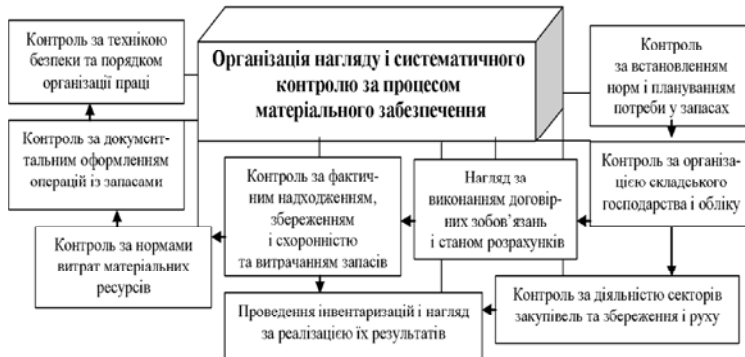 Контроль за технікою
безпеки та порядком
організації праці
Організація нагляду і систематичного
контролю за процесом
матеріального забезпечення
Контроль
за встановленням
норм і плануванням
потреби у запасах
Контроль за докумен-
тальним оформленням
операцій із запасами
Контроль за фактич-
ним надходженням,
збереженням
і схоронністю
та витрачанням запасів
Нагляд за
виконанням договір-
них зобов’язань
і станом розрахунків
Контроль за організа-
цією складського
господарства і обліку
Контроль за нормами
витрат матеріальних
ресурсів
Проведення інвентаризацій і нагляд
за реалізацією їх результатів
Контроль за діяльністю секторів
закупівель та збереження і руху